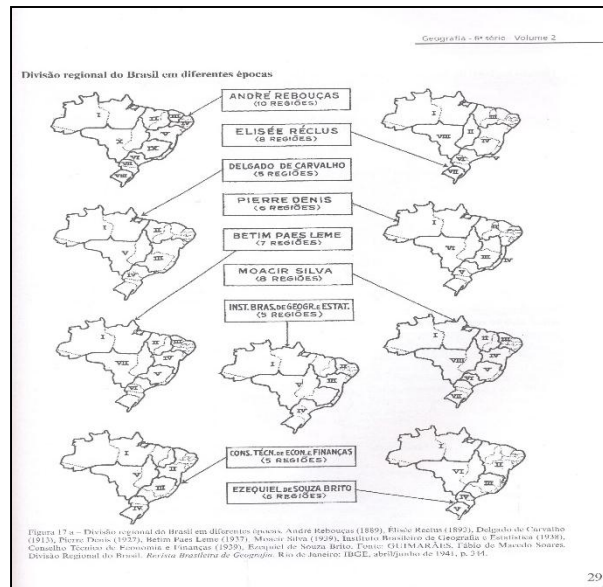 Geografia - 6ª série Volume 2
Divisão regional do Brasil em diferentes épocas
ANDRÉ REBOUÇAS
(10 REGIÕES)
ELISÉE RÉCLUS
(8 REGIÕES)
DELGADO DE CARVALHO
(5 REGIÕES)
PIERRE DENIS
(6 REGIÕES)
BETIM PAES LEME
(7 REGIÕES)
MOACIR SILVA
(8 REGIÕES)
INST. BRAS. DE GEOGR. E ESTAT.
(5 REGIÕES)
CONS. TÉCN. DE ECON. E FINANÇAS
(5 REGIÕES)
EZEQUIEL DE SOUZA BRITO
(6 REGIÕES)
Figura 17 a – Divisão regional do Brasil em diferentes épocas. André Rebouças (1889), Élisée Reclus (1893), Delgado de Carvalho
(1913), Pierre Denis (1927), Betim Paes Leme (1937), Moacir Silva (1939), Instituto Brasileiro de Geografia e Estatística (1938),
Conselho Técnico de Economia e Finanças (1939), Ezequiel de Souza Brito. Fonte: GUIMARÃES, Fábio de Macedo Soares.
Divisão Regional do Brasil. Revista Brasileira de Geografia. Rio de Janeiro: IBGE, abril/junho de 1941, p. 344.
29